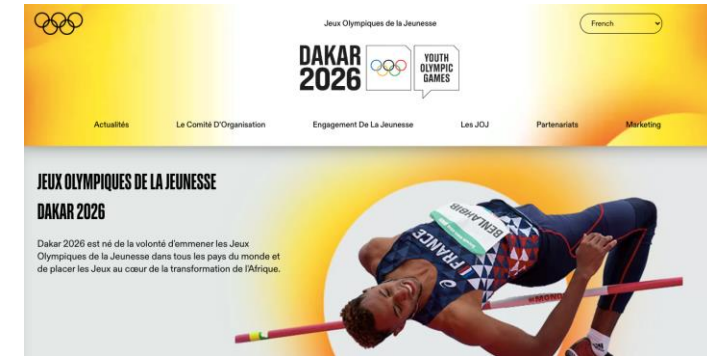 Jeux Olympiques de la Jeunesse
French
DAKAR
2026
YOUTH
OLYMPIC
GAMES
Actualités
Le Comité D'Organisation
Engagement De La Jeunesse
Les JOJ
Partenariats
Marketing
JEUX OLYMPIQUES DE LA JEUNESSE
DAKAR 2026
Dakar 2026 est né de la volonté d'emmener les Jeux
Olympiques de la Jeunesse dans tous les pays du monde et
de placer les Jeux au cœur de la transformation de l'Afrique.
BENLAHBIB
FRANCE